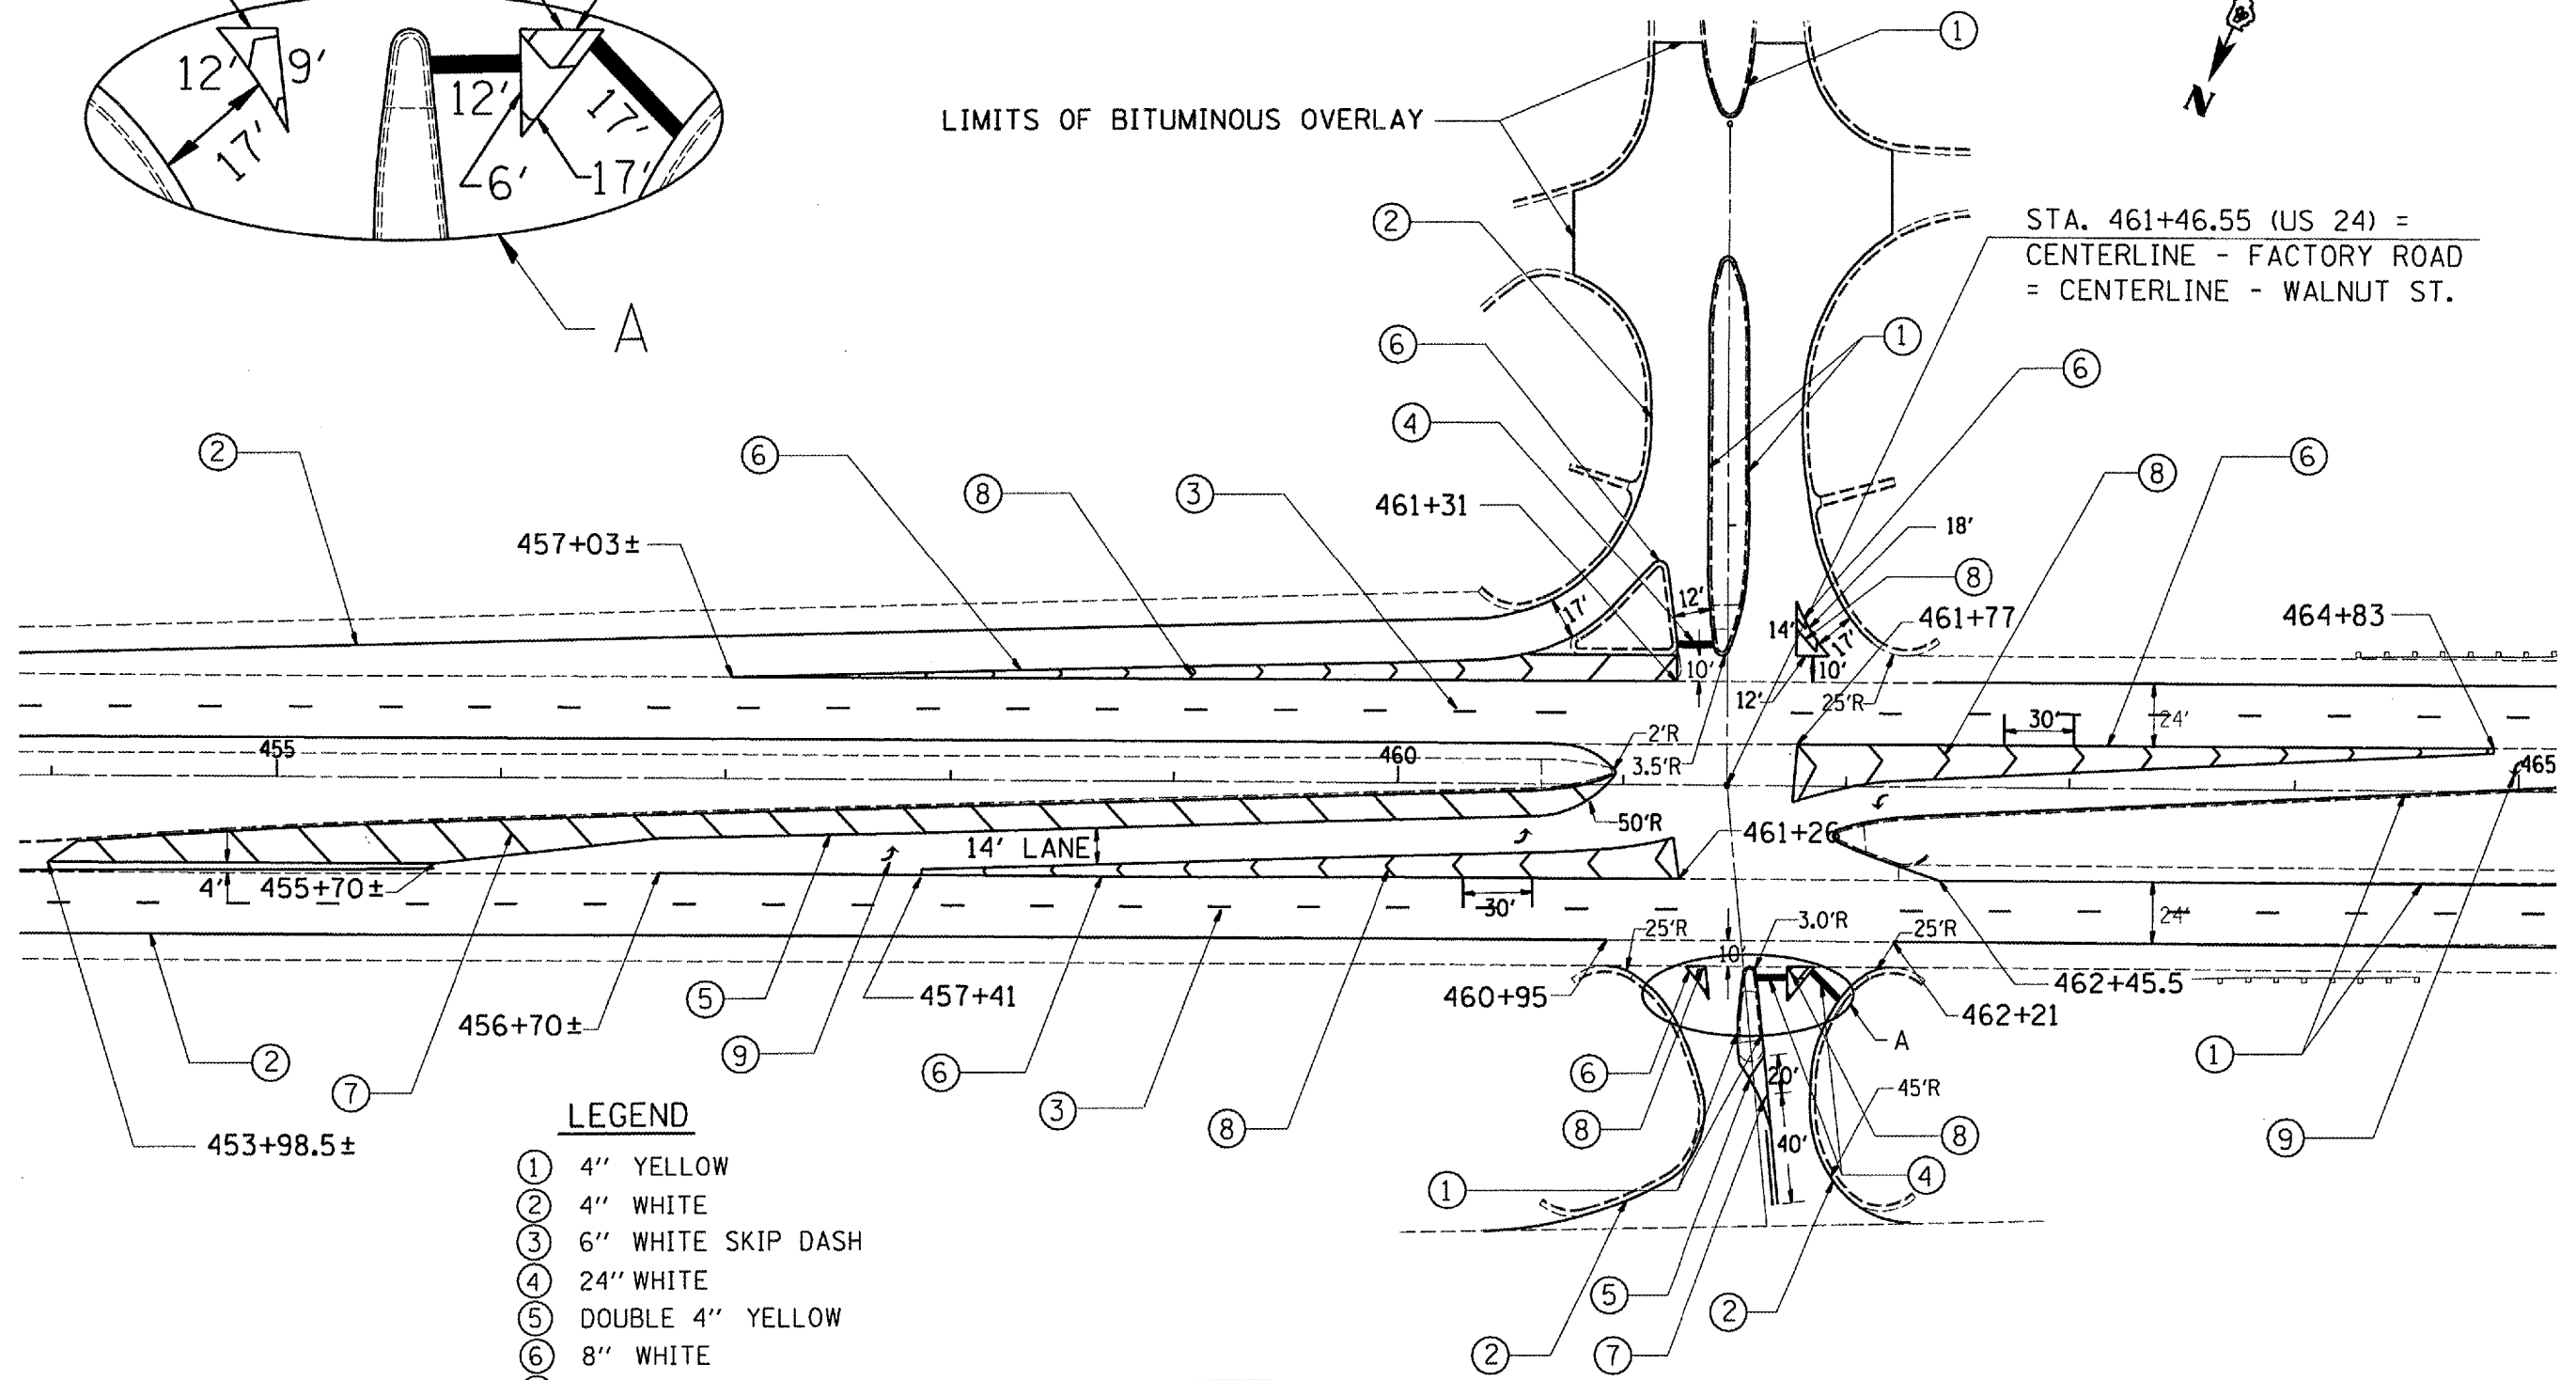 12' 9'
17'
12' 17'
6' 17'
A
N
1
LIMITS OF BITUMINOUS OVERLAY
2
STA. 461+46.55 (US 24) =
CENTERLINE - FACTORY ROAD
= CENTERLINE - WALNUT ST.
6
1
6
4
2
6
8
3
461+31
6
8
18'
457+03±
8
17'
12'
14'
17'
461+77
464+83
10'
10'
12'
25'R
30'
24'
455
460
2'R
3.5'R
465
50'R
14' LANE
461+26
4'
455+70±
30'
24'
25'R
3.0'R
25'R
10'
5
457+41
460+95
462+45.5
456+70±
462+21
9
A
1
2
6
6
20'
45'R
7
3
8
8
40'
8
9
453+98.5±
1
4
5
2
2
7
LEGEND
1 4" YELLOW
2 4" WHITE
3 6" WHITE SKIP DASH
4 24" WHITE
5 DOUBLE 4" YELLOW
6 8" WHITE